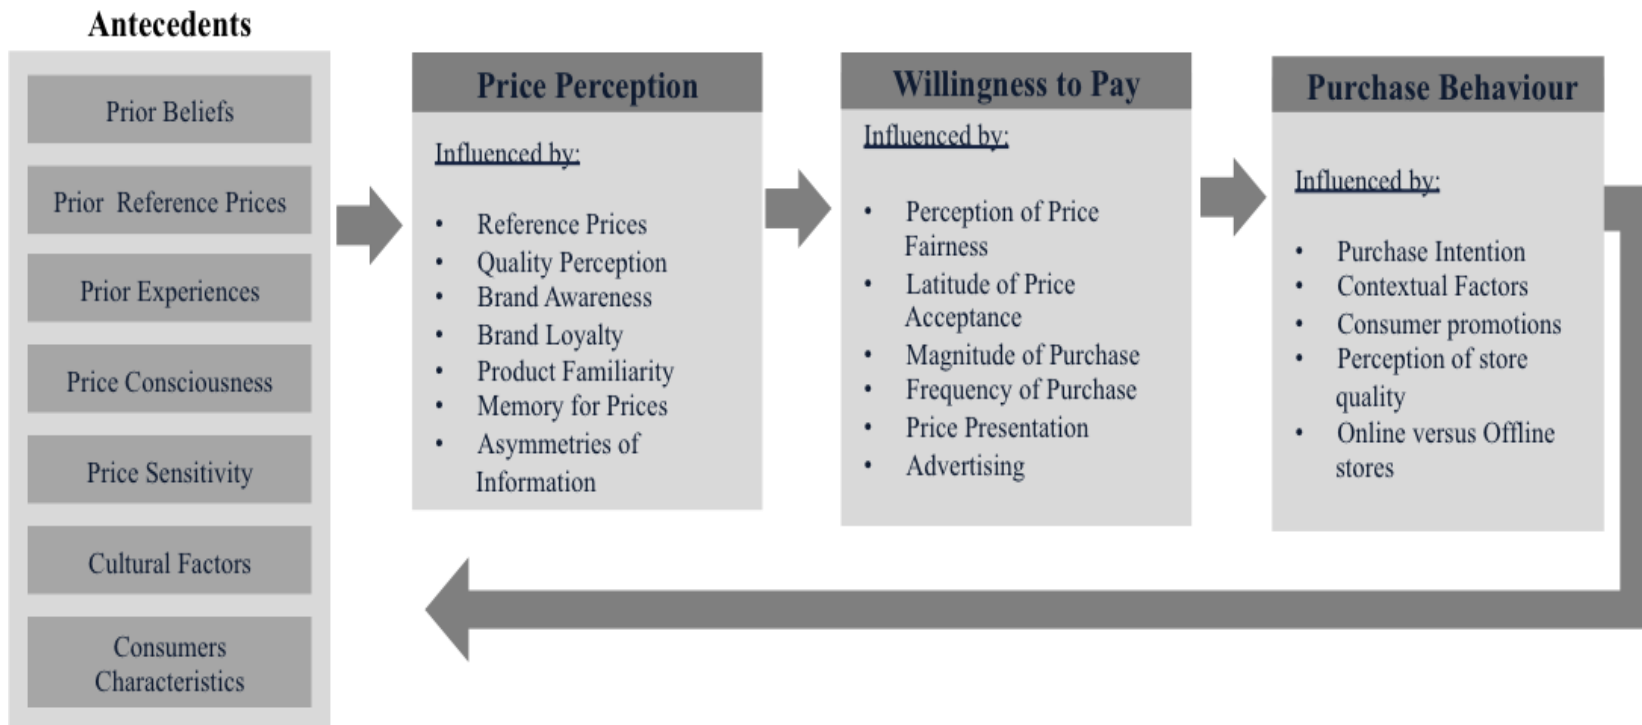 Antecedents
Prior Beliefs
Prior Reference Prices
Prior Experiences
Price Consciousness
Price Sensitivity
Cultural Factors
Consumers
Characteristics
Price Perception
Influenced by:
• Reference Prices
• Quality Perception
• Brand Awareness
• Brand Loyalty
• Product Familiarity
• Memory for Prices
• Asymmetries of
Information
Willingness to Pay
Influenced by:
• Perception of Price
Fairness
• Latitude of Price
Acceptance
• Magnitude of Purchase
• Frequency of Purchase
• Price Presentation
• Advertising
Purchase Behaviour
Influenced by:
• Purchase Intention
• Contextual Factors
• Consumer promotions
• Perception of store
quality
• Online versus Offline
stores